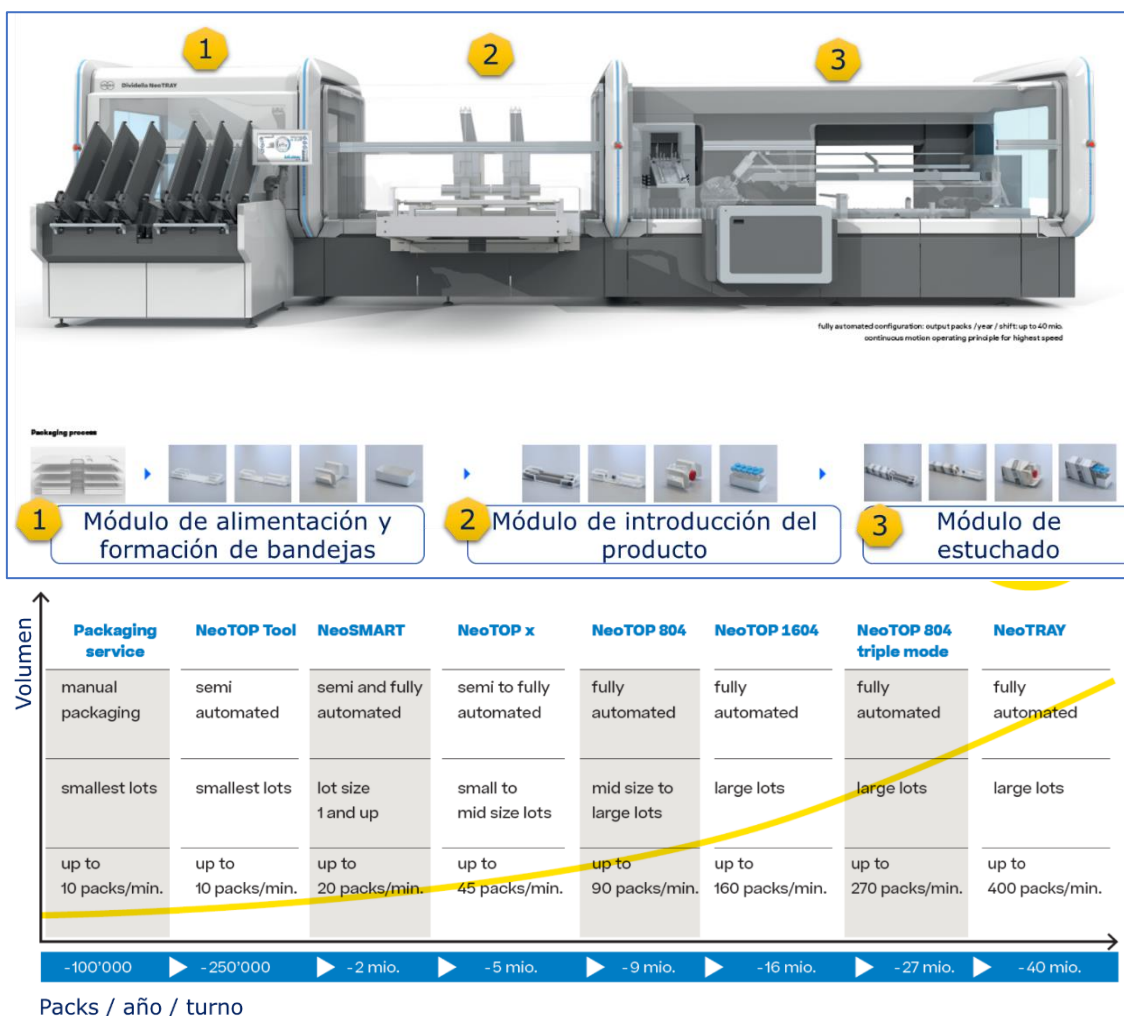 1
2
3
Dividella NeoTRAY
fully automated configuration: output packs /year / shift: up to 40 mio.
continuous motion operating principle for highest speed
Packaging process
1
Módulo de alimentación y
formación de bandejas
2
Módulo de introducción del
producto
3
Módulo de
estuchado
Volumen
Packaging
service
NeoTOP Tool
NeoSMART
NeoTOP x
NeoTOP 804
NeoTOP 1604
NeoTOP 804
triple mode
NeoTRAY
manual
packaging
semi
automated
semi and fully
automated
semi to fully
automated
fully
automated
fully
automated
fully
automated
fully
automated
smallest lots
smallest lots
lot size
1 and up
small to
mid size lots
mid size to
large lots
large lots
large lots
large lots
up to
10 packs/min.
up to
10 packs/min.
up to
20 packs/min.
up to
45 packs/min.
up to
90 packs/min.
up to
160 packs/min.
up to
270 packs/min.
up to
400 packs/min.
-100'000
-250'000
-2 mio.
-5 mio.
-9 mio.
-16 mio.
-27 mio.
-40 mio.
Packs / año / turno